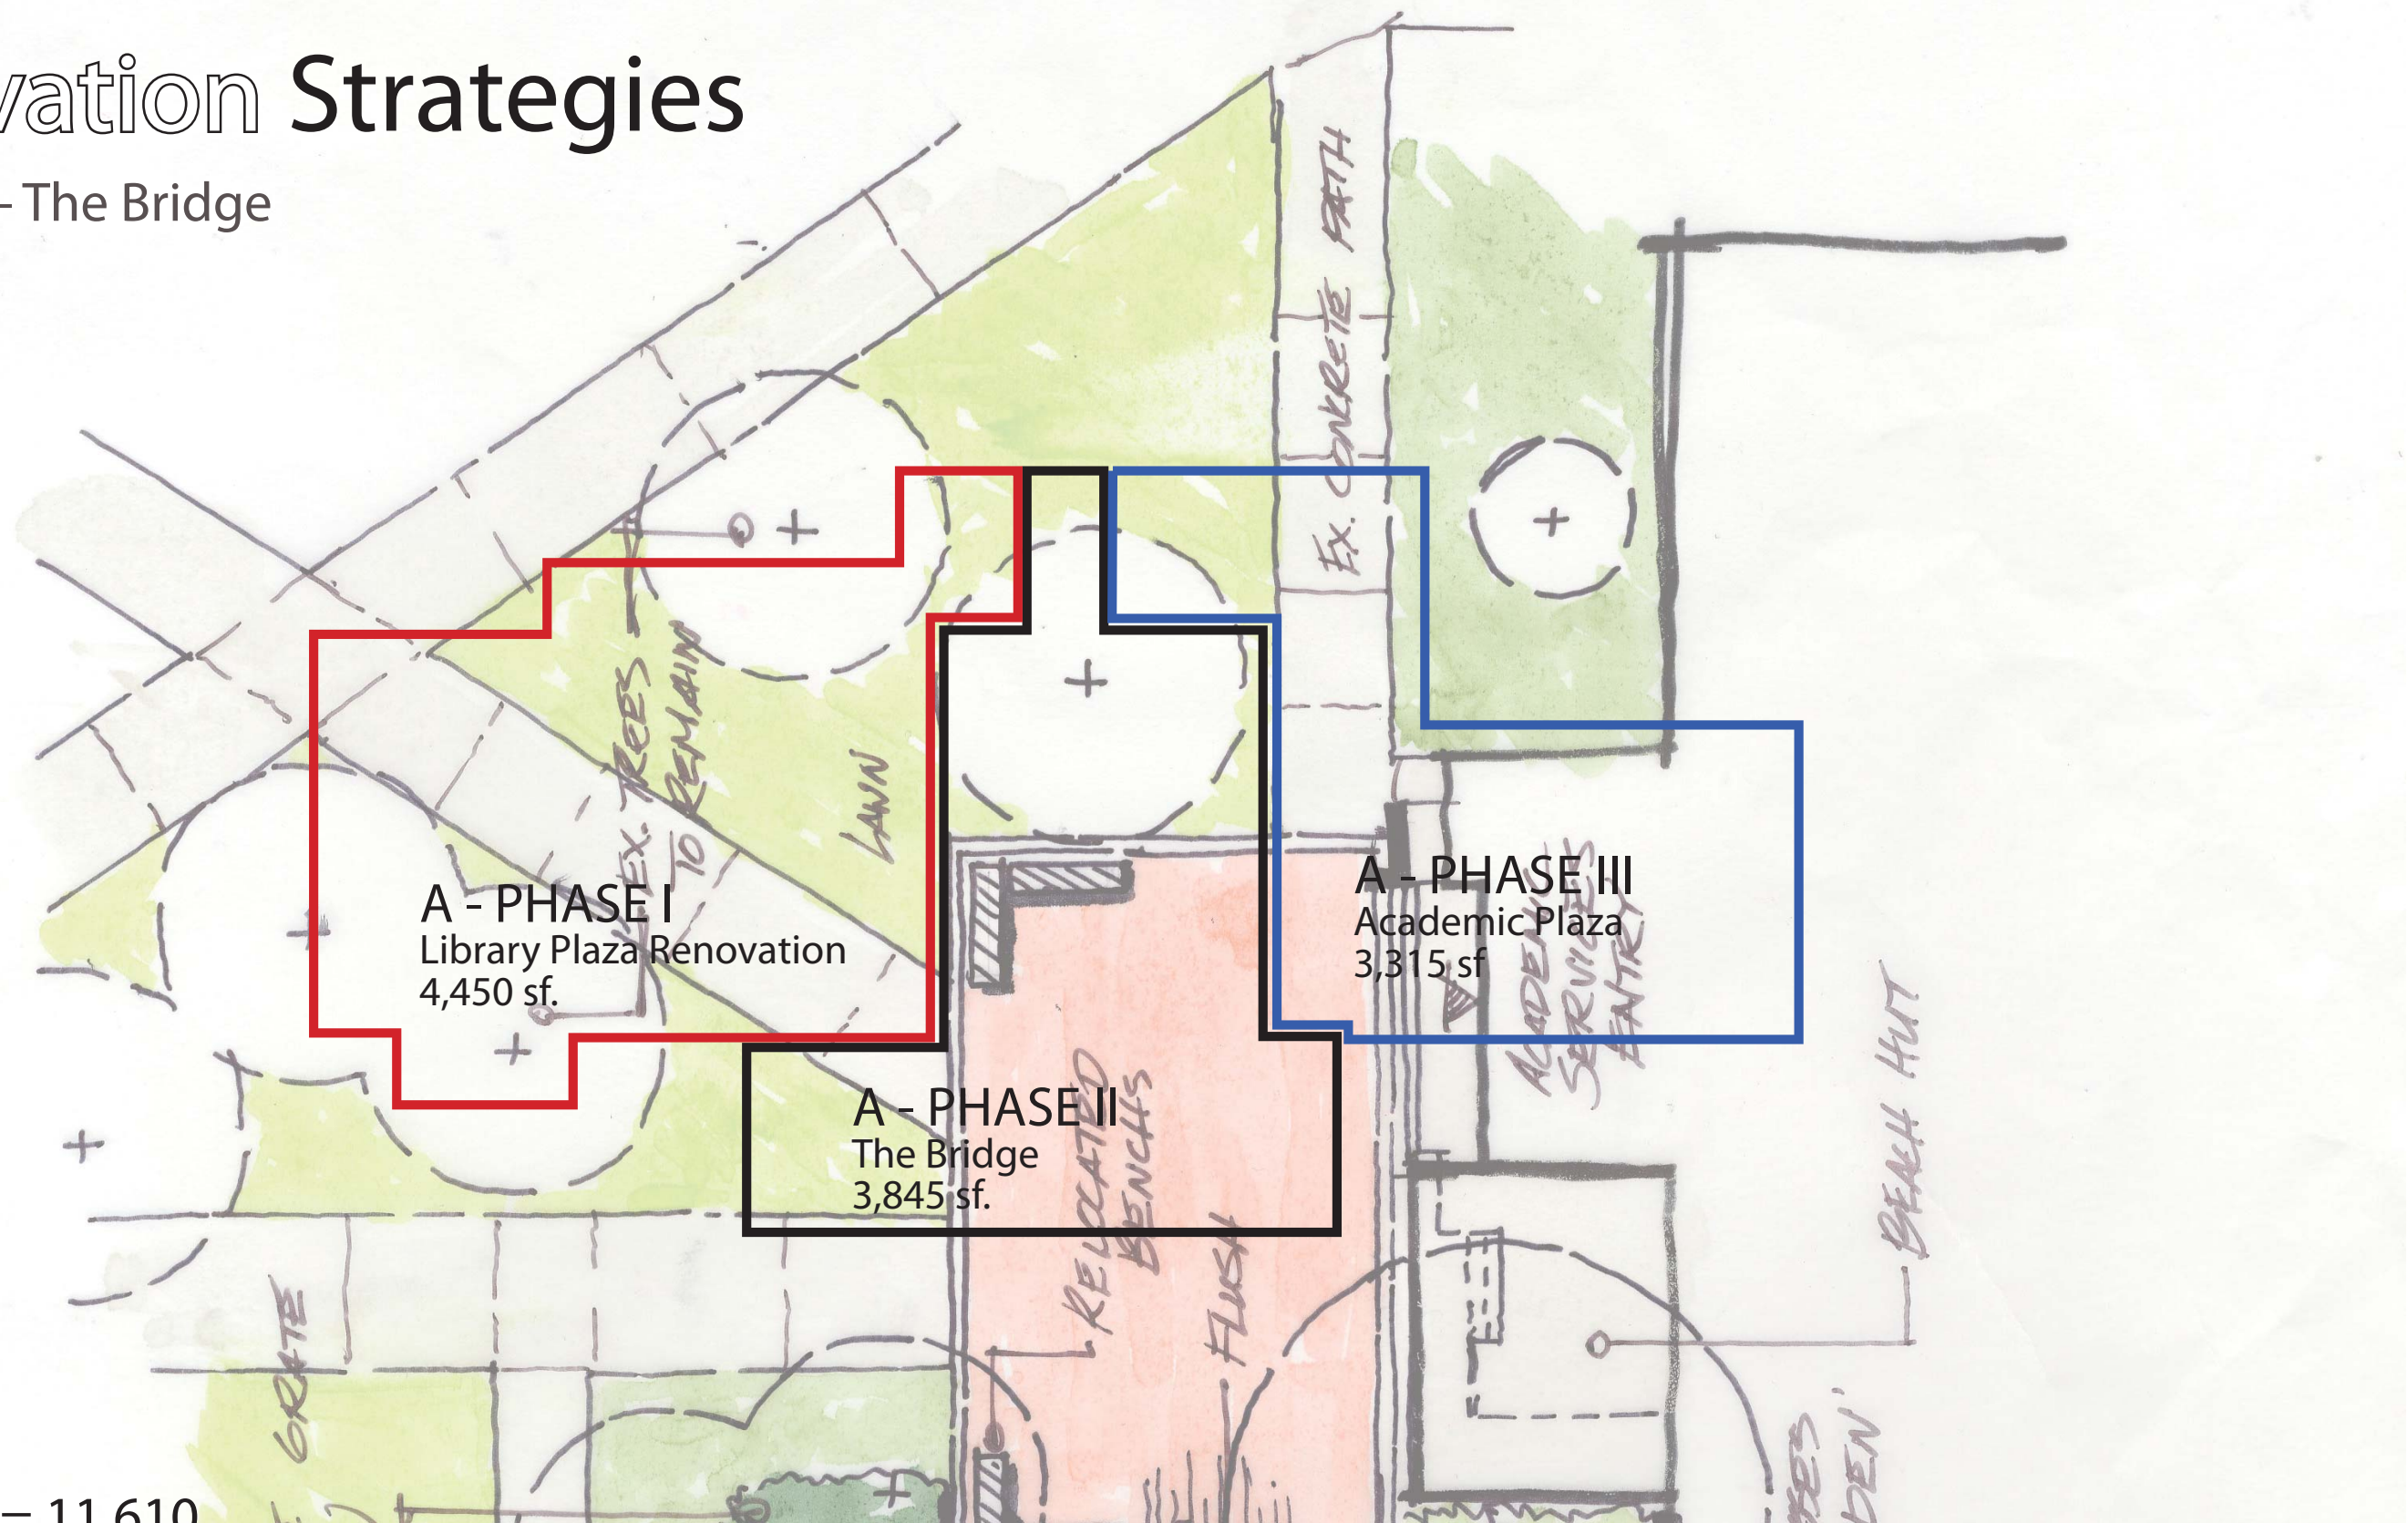 vation Strategies
– The Bridge
EX. CONKRETE PATH
EX. TREES
TO REMAIN
LAWN
A - PHASE I
Library Plaza Renovation
4,450 sf.
A - PHASE III
Academic Plaza
3,315 sf
ACADEMIC
SERVICES
ENTRY
A - PHASE II
The Bridge
3,845 sf.
RELOCATED
BENCHS
FLUSH
BEACH HUT
GRATE
– 11,610